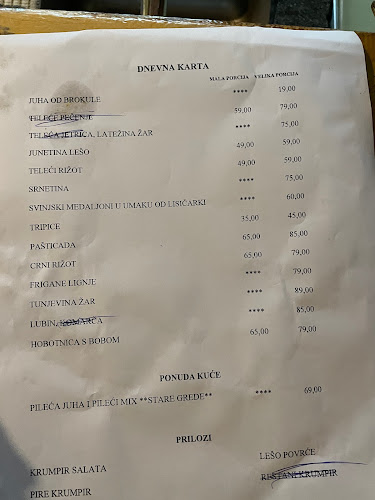 DNEVNA KARTA
MALA PORCIJA VELIKA PORCIJA
JUHA OD BROKULE **** 19,00
TELEĆE PEČENJE 59,00 79,00
TELEĆA JETRICA, LATEŽINA ŽAR **** 75,00
JUNETINA LEŠO 49,00 59,00
TELEĆI RIŽOT 49,00 59,00
SRNETINA **** 75,00
SVINJSKI MEDALJONI U UMAKU OD LISIČARKI **** 60,00
TRIPICE 35,00 45,00
PAŠTICADA 65,00 85,00
CRNI RIŽOT 65,00 79,00
FRIGANE LIGNJE **** 79,00
TUNJEVINA ŽAR **** 89,00
LUBIN, KOMARČA **** 85,00
HOBOTNICA S BOBOM 65,00 79,00
PONUDA KUĆE
PILEĆA JUHA I PILEĆI MIX **STARE GREDE** **** 69,00
PRILOZI
KRUMPIR SALATA LEŠO POVRĆE
PIRE KRUMPIR RESTANI KRUMPIR